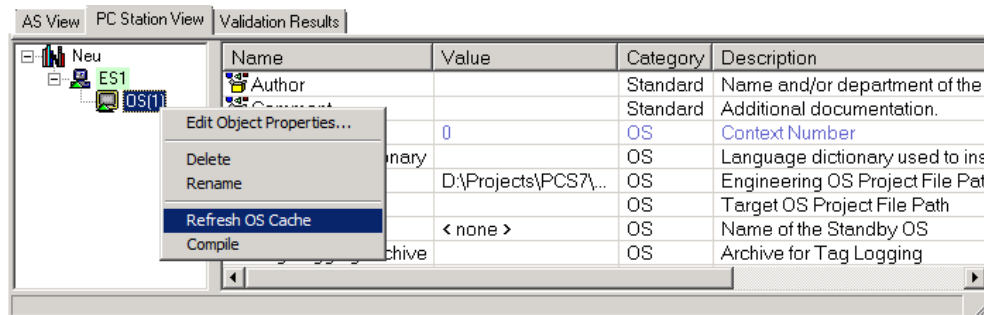 AS View PC Station View Validation Results
Neu
ES1
OS(1)
Name Value Category Description
Author Standard Name and/or department of the
Comment Standard Additional documentation.
0 OS Context Number
onary OS Language dictionary used to ins
D:\Projects\PCS7\... OS Engineering OS Project File Pat
OS Target OS Project File Path
< none > OS Name of the Standby OS
chive OS Archive for Tag Logging
Edit Object Properties...
Delete
Rename
Refresh OS Cache
Compile